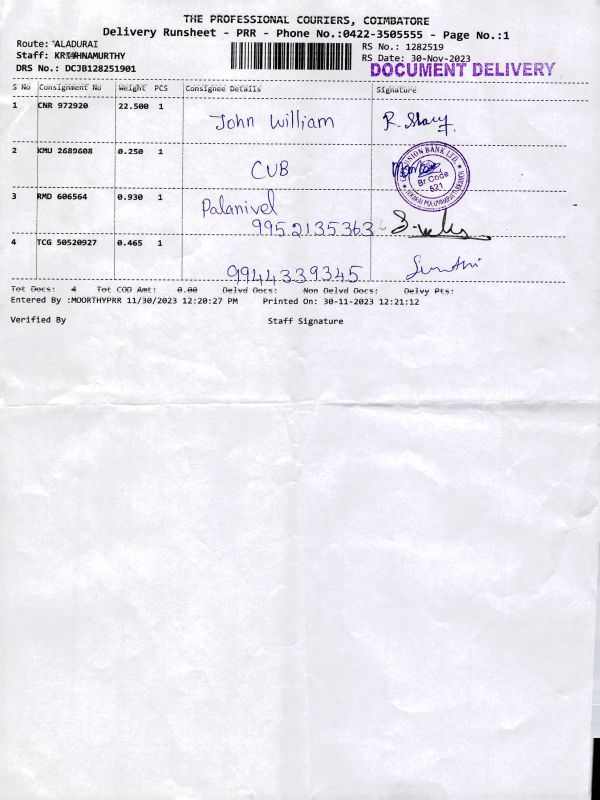 THE PROFESSIONAL COURIERS, COIMBATORE
Delivery Runsheet - PRR - Phone No.:0422-3505555 - Page No.:1
Route: ALADURAI
RS No.: 1282519
Staff: KRISHNAMURTHY
RS Date: 30-Nov-2023
DRS No.: DCJB128251901
DOCUMENT DELIVERY
S No Consignment No Weight PCS Consignee Details Signature
1 CNR 972920 22.500 1 John William
2 KMU 2689608 0.250 1 CUB
UNION BANK LTD.
Br Code
621
3 RMD 606564 0.930 1 Palanivel
9952135363
4 TCG 50520927 0.465 1 9944339345 Sumathi
Tot Docs: 4 Tot COD Amt: 0.00 Delvd Docs: Non Delvd Docs: Delvy Pts:
Entered By :MOORTHYPRR 11/30/2023 12:20:27 PM Printed On: 30-11-2023 12:21:12
Verified By Staff Signature